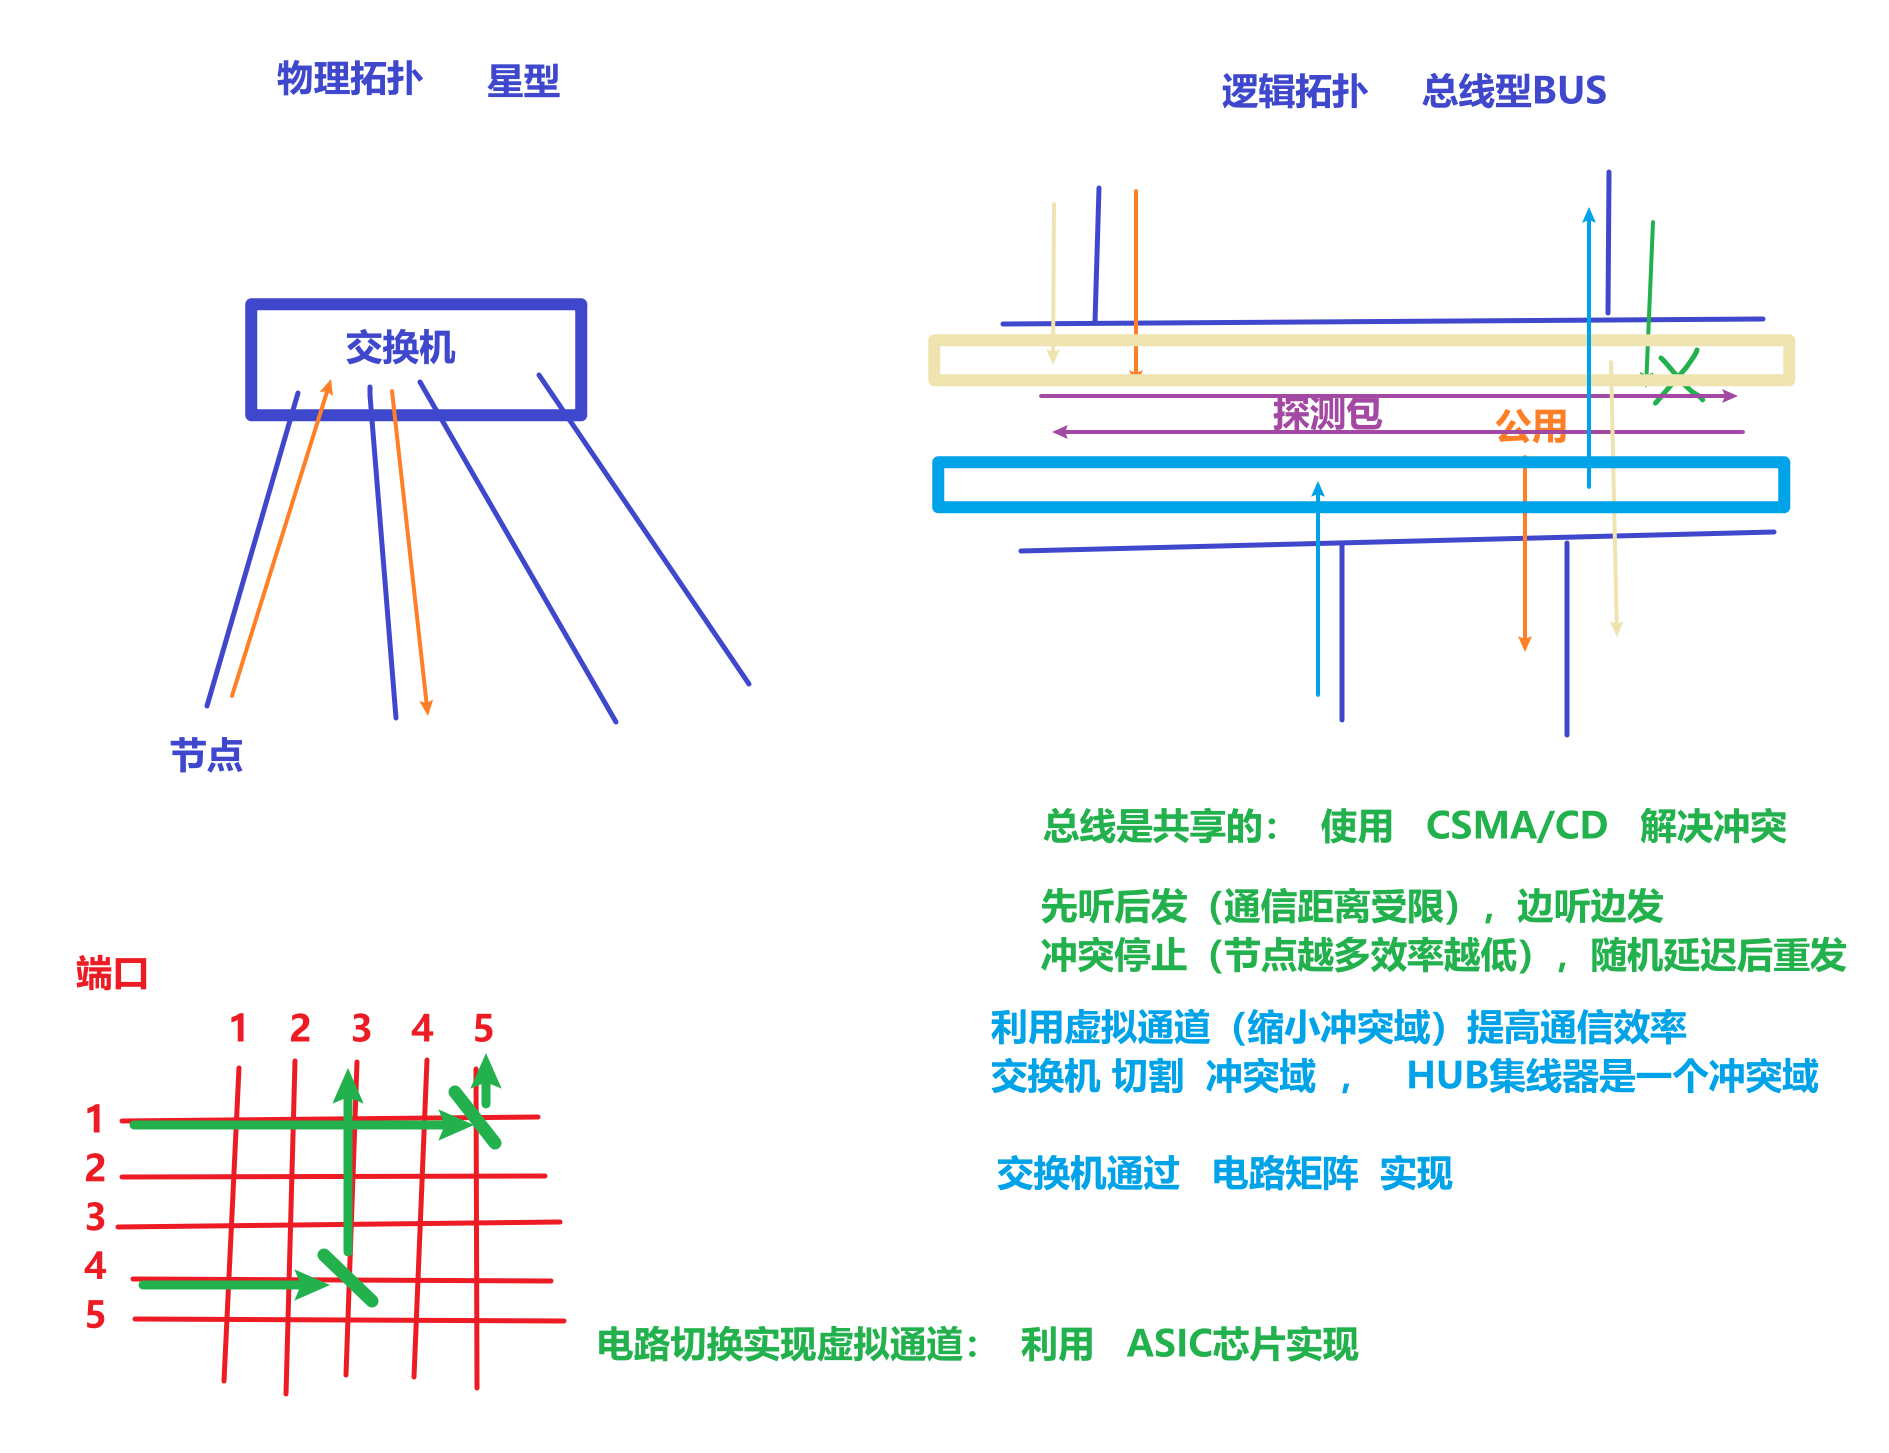 物理拓扑 星型
逻辑拓扑 总线型BUS
交换机
探测包
公用
节点
总线是共享的： 使用 CSMA/CD 解决冲突
先听后发（通信距离受限），边听边发
冲突停止（节点越多效率越低），随机延迟后重发
利用虚拟通道（缩小冲突域）提高通信效率
交换机 切割 冲突域 ， HUB集线器是一个冲突域
交换机通过 电路矩阵 实现
端口
1 2 3 4 5
1
2
3
4
5
电路切换实现虚拟通道： 利用 ASIC芯片实现